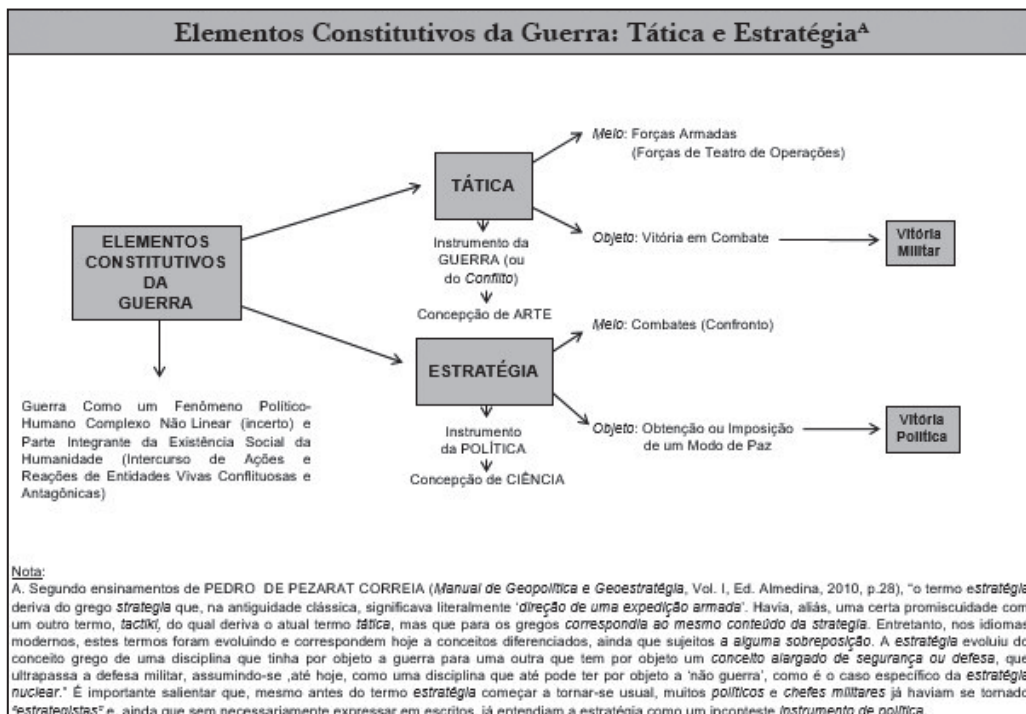 Elementos Constitutivos da Guerra: Tática e Estratégiaᴬ
ELEMENTOS
CONSTITUTIVOS
DA
GUERRA
Guerra Como um Fenômeno Político-
Humano Complexo Não Linear (incerto) e
Parte Integrante da Existência Social da
Humanidade (Intercurso de Ações e
Reações de Entidades Vivas Conflituosas e
Antagônicas)
TÁTICA
Instrumento da
GUERRA (ou
do Conflito)
Concepção de ARTE
Meio: Forças Armadas
(Forças de Teatro de Operações)
Objeto: Vitória em Combate
Vitória
Militar
ESTRATÉGIA
Instrumento
da POLÍTICA
Concepção de CIÊNCIA
Meio: Combates (Confronto)
Objeto: Obtenção ou Imposição
de um Modo de Paz
Vitória
Política
Nota:
A. Segundo ensinamentos de PEDRO DE PEZARAT CORREIA (Manual de Geopolítica e Geoestratégia, Vol. I, Ed. Almedina, 2010, p.28), "o termo estratégia
deriva do grego strategia que, na antiguidade clássica, significava literalmente 'direção de uma expedição armada'. Havia, aliás, uma certa promiscuidade com
um outro termo, tactiki, do qual deriva o atual termo tática, mas que para os gregos correspondia ao mesmo conteúdo da strategia. Entretanto, nos idiomas
modernos, estes termos foram evoluindo e correspondem hoje a conceitos diferenciados, ainda que sujeitos a alguma sobreposição. A estratégia evoluiu do
conceito grego de uma disciplina que tinha por objeto a guerra para uma outra que tem por objeto um conceito alargado de segurança ou defesa, que
ultrapassa a defesa militar, assumindo-se ,até hoje, como uma disciplina que até pode ter por objeto a 'não guerra', como é o caso específico da estratégia
nuclear." É importante salientar que, mesmo antes do termo estratégia começar a tornar-se usual, muitos políticos e chefes militares já haviam se tornado
"estrategistas" e, ainda que sem necessariamente expressar em escritos, já entendiam a estratégia como um inconteste instrumento de política.